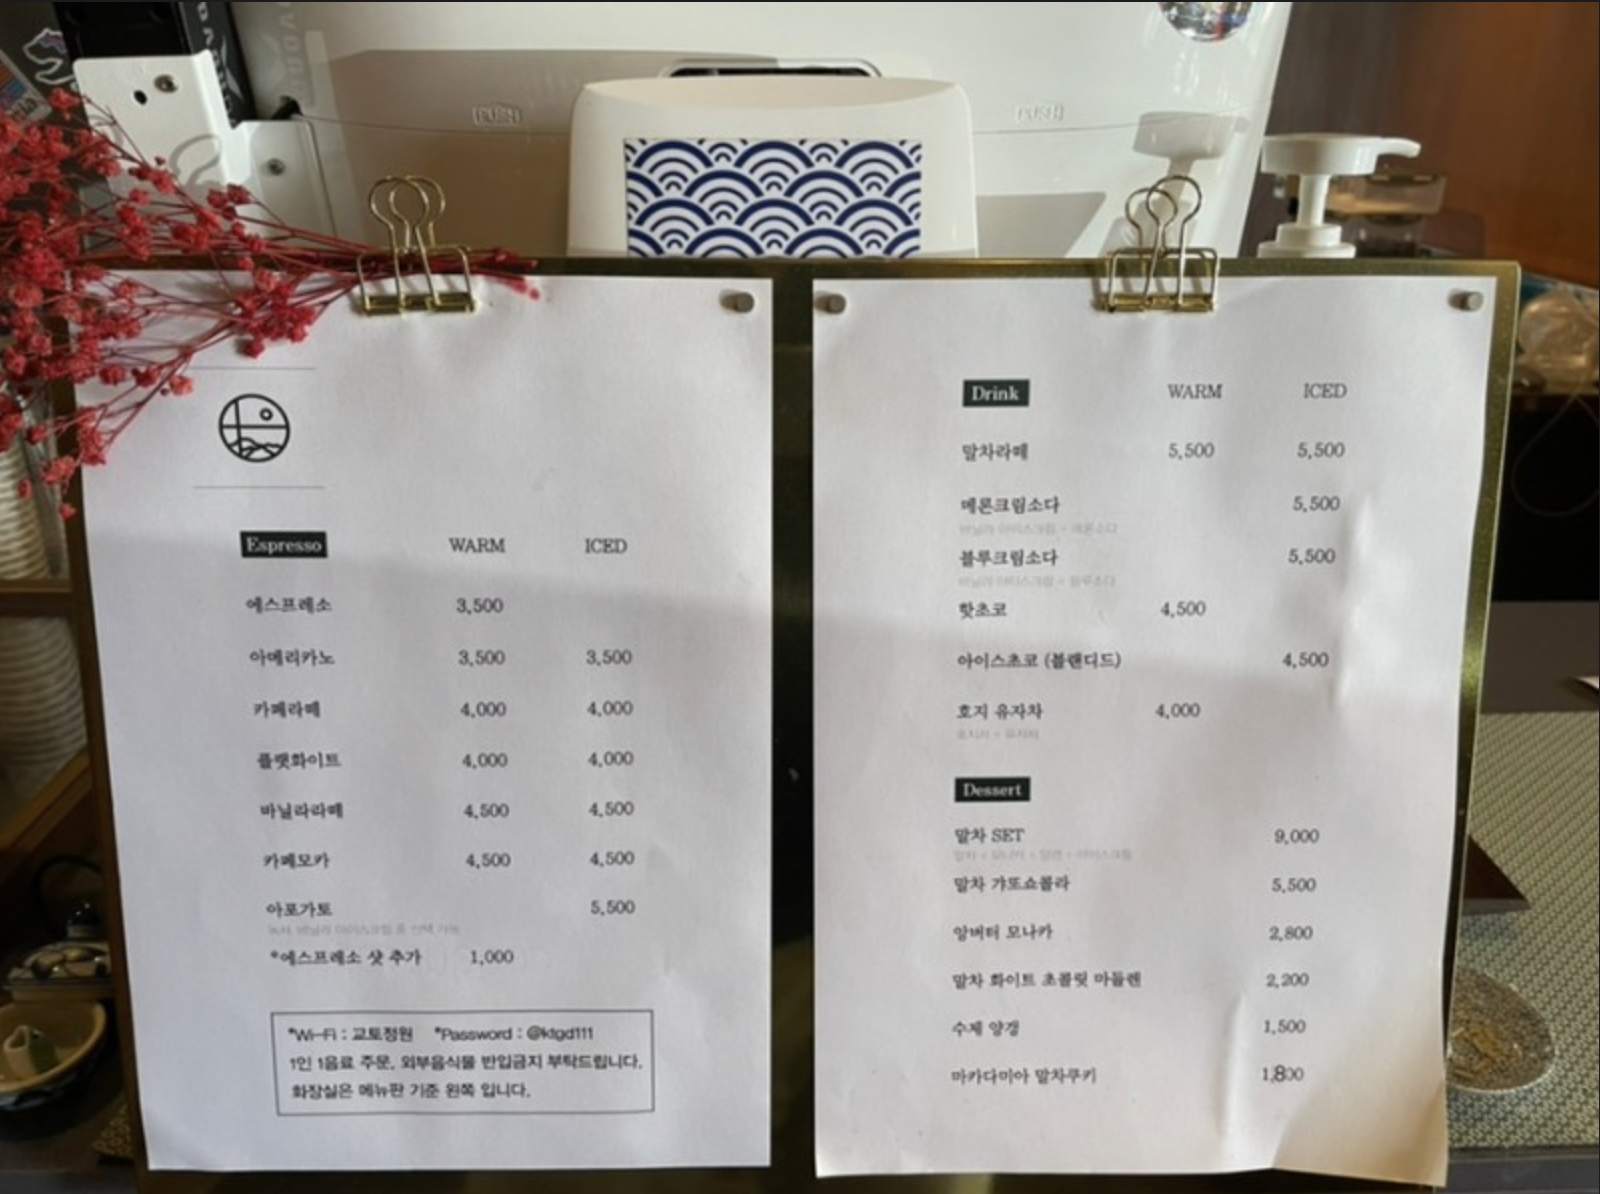 PUSH
PUSH
Espresso WARM ICED
에스프레소 3,500
아메리카노 3,500 3,500
카페라떼 4,000 4,000
플랫화이트 4,000 4,000
바닐라라떼 4,500 4,500
카페모카 4,500 4,500
아포가토 5,500
*에스프레소 샷 추가 1,000
*Wi-Fi : 교토정원 *Password : @ktgd111
1인 1음료 주문, 외부음식물 반입금지 부탁드립니다.
화장실은 메뉴판 기준 왼쪽 입니다.
Drink WARM ICED
말차라떼 5,500 5,500
메론크림소다 5,500
바닐라 아이스크림 + 메론소다
블루크림소다 5,500
바닐라 아이스크림 + 블루소다
핫초코 4,500
아이스초코 (블랜디드) 4,500
호지 유자차 4,000
호지차 + 유자차
Dessert
말차 SET 9,000
말차 갸또쇼콜라 5,500
앙버터 모나카 2,800
말차 화이트 초콜릿 마들렌 2,200
수제 양갱 1,500
마카다미아 말차쿠키 1,800